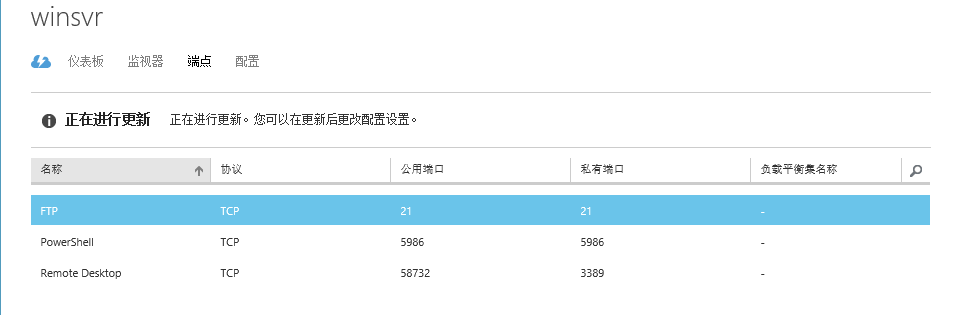 winsvr
仪表板 监视器 端点 配置
正在进行更新 正在进行更新。您可以在更新后更改配置设置。
名称 协议 公用端口 私有端口 负载平衡集名称
FTP TCP 21 21 -
PowerShell TCP 5986 5986 -
Remote Desktop TCP 58732 3389 -